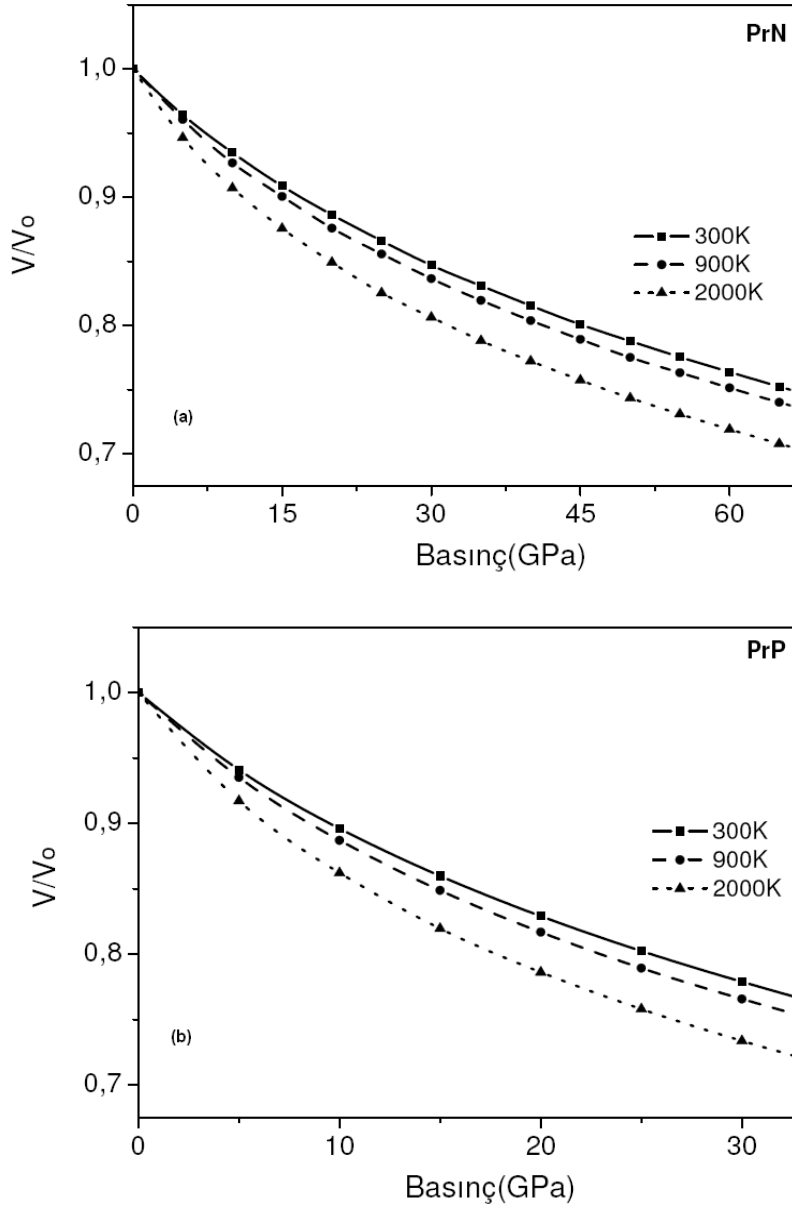 PrN
1,0
0,9
0,8
0,7
V/Vo
300K
900K
2000K
(a)
0 15 30 45 60
Basınç(GPa)
PrP
1,0
0,9
0,8
0,7
V/Vo
300K
900K
2000K
(b)
0 10 20 30
Basınç(GPa)